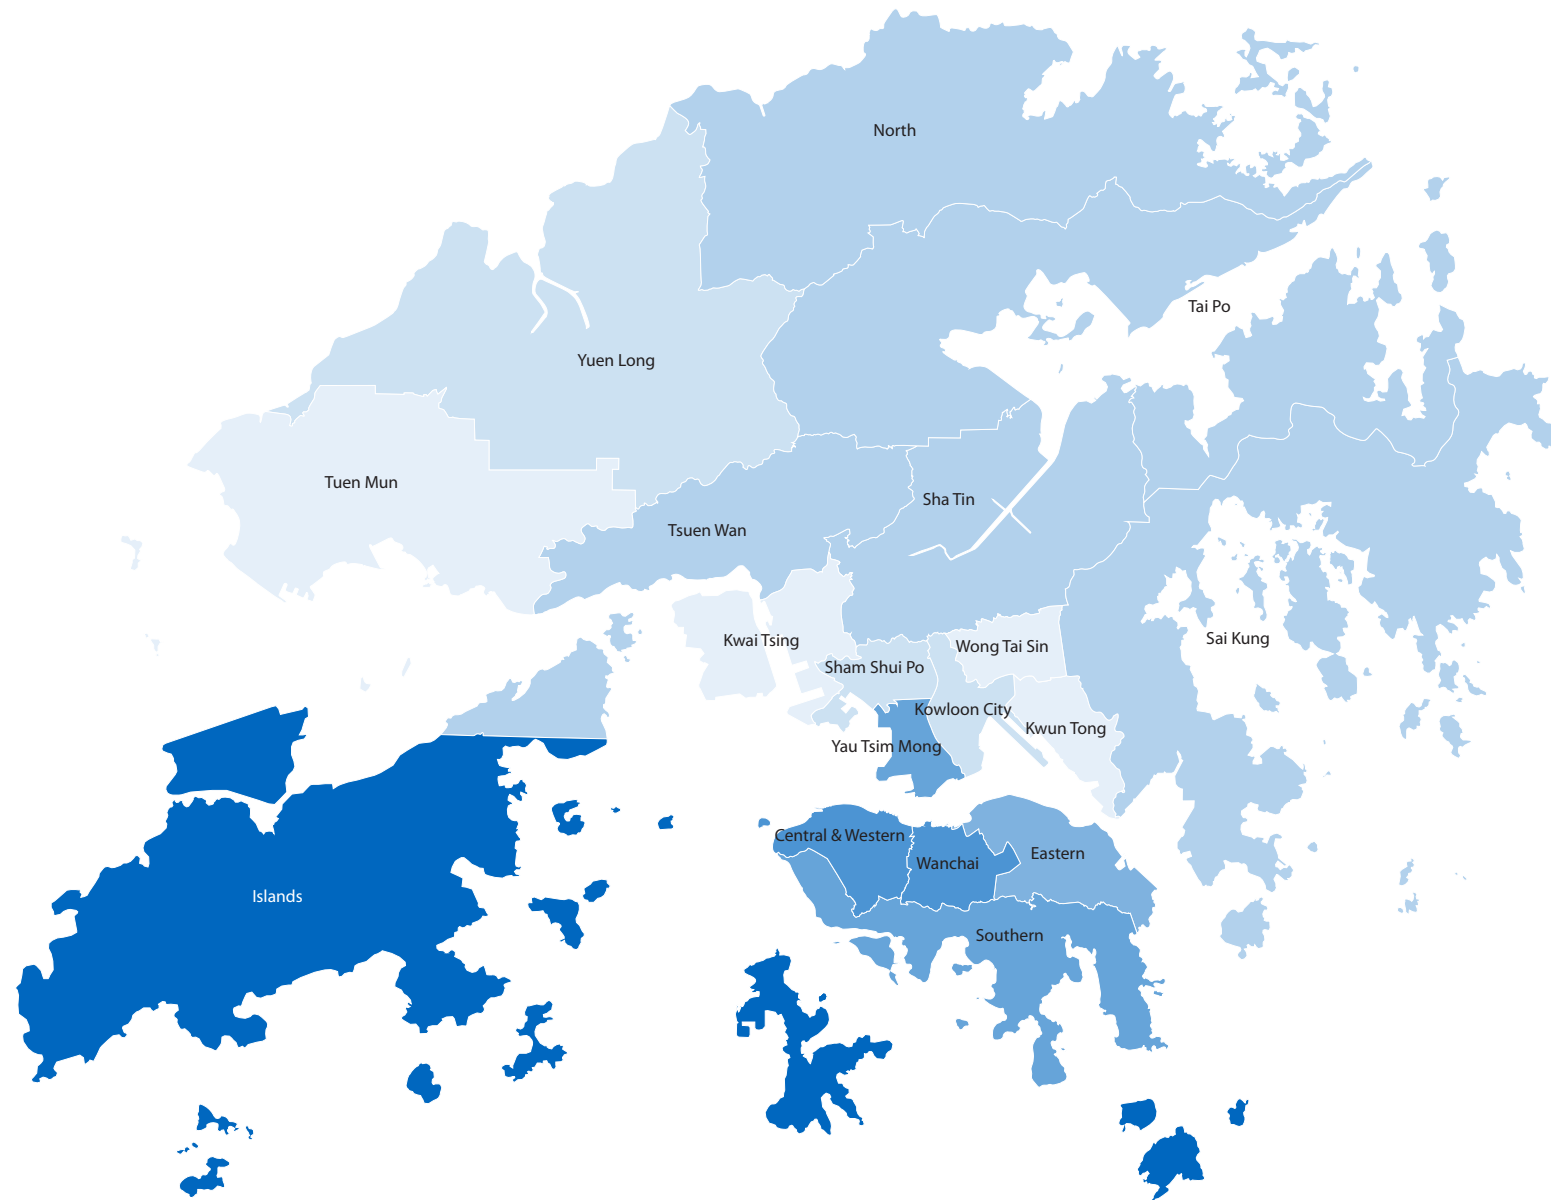 North
Tai Po
Yuen Long
Tuen Mun
Sha Tin
Tsuen Wan
Kwai Tsing
Wong Tai Sin
Sai Kung
Sham Shui Po
Kowloon City
Kwun Tong
Yau Tsim Mong
Central & Western
Wanchai
Eastern
Islands
Southern